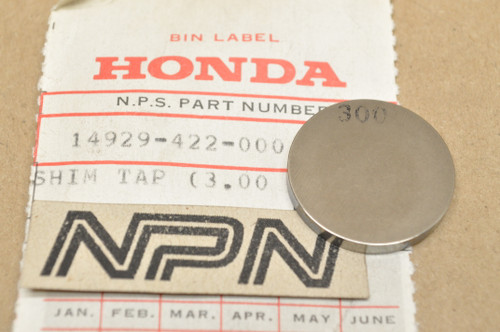 BIN LABEL
HONDA
N.P.S. PART NUMBER
14929-422-000
SHIM TAP (3.00
300
NPN
JAN. FEB. MAR. APR. MAY JUNE